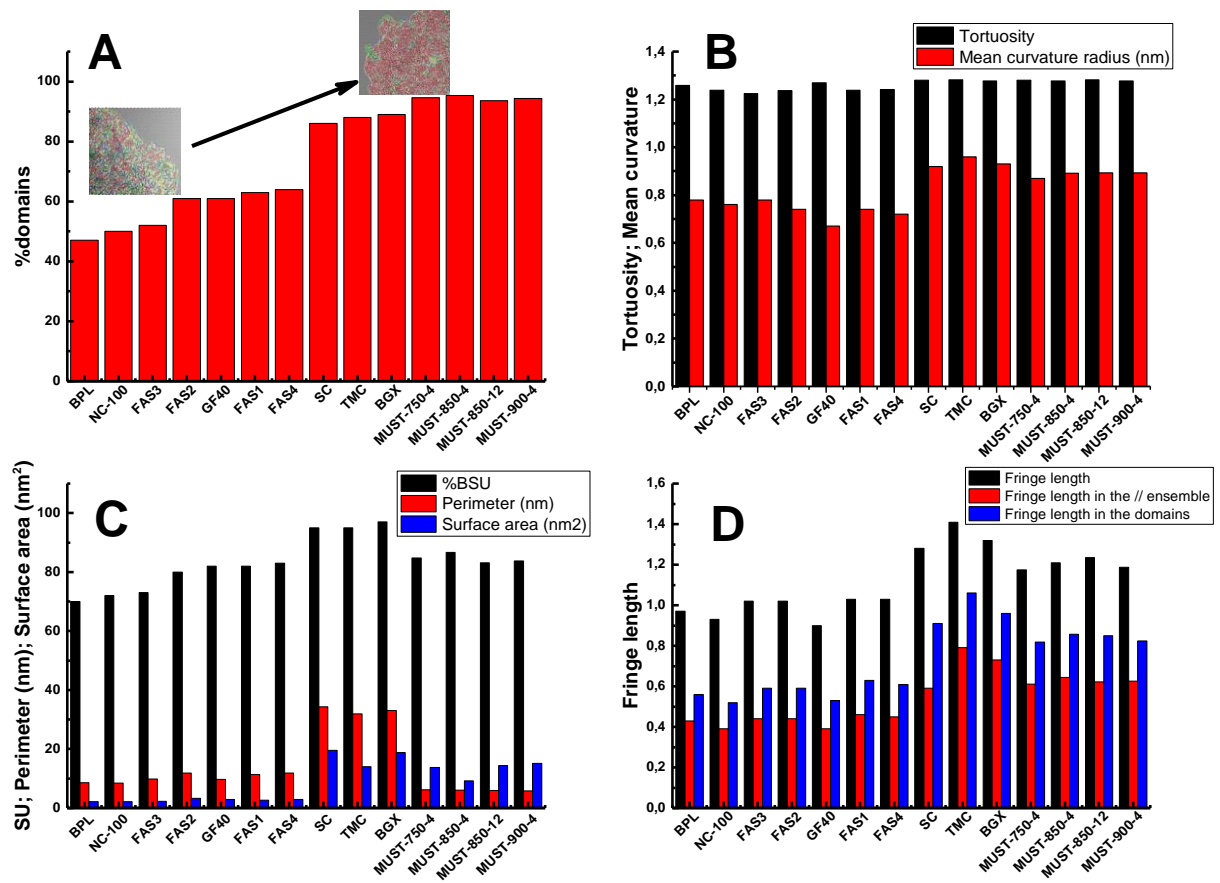 A
%domains
100
80
60
40
20
0
BPL
NC-100
FAS3
FAS2
GF40
FAS1
FAS4
SC
TMC
BGX
MUST-750-4
MUST-850-4
MUST-850-12
MUST-900-4
B
Tortuosity
Mean curvature radius (nm)
Tortuosity; Mean curvature
1,4
1,2
1,0
0,8
0,6
0,4
0,2
0,0
BPL
NC-100
FAS3
FAS2
GF40
FAS1
FAS4
SC
TMC
BGX
MUST-750-4
MUST-850-4
MUST-850-12
MUST-900-4
C
%BSU
Perimeter (nm)
Surface area (nm2)
SU; Perimeter (nm); Surface area (nm²)
100
80
60
40
20
0
BPL
NC-100
FAS3
FAS2
GF40
FAS1
FAS4
SC
TMC
BGX
MUST-750-4
MUST-850-4
MUST-850-12
MUST-900-4
D
Fringe length
Fringe length in the // ensemble
Fringe length in the domains
Fringe length
1,6
1,4
1,2
1,0
0,8
0,6
0,4
0,2
0,0
BPL
NC-100
FAS3
FAS2
GF40
FAS1
FAS4
SC
TMC
BGX
MUST-750-4
MUST-850-4
MUST-850-12
MUST-900-4